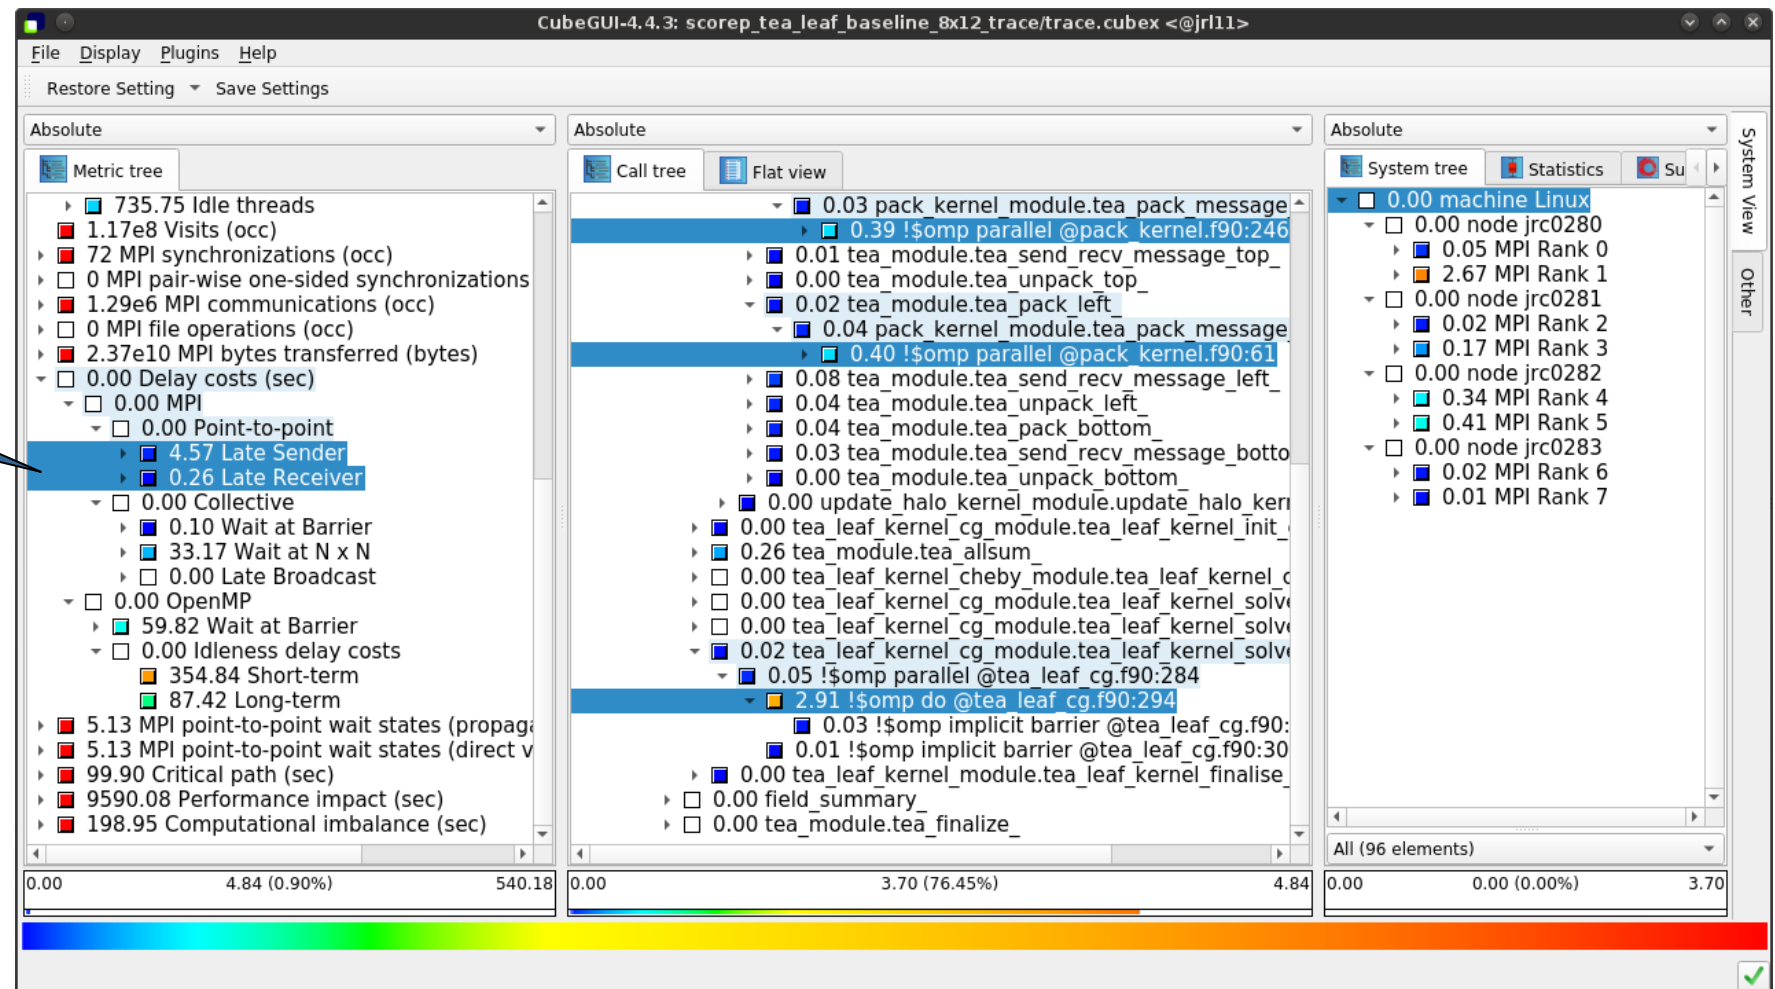 CubeGUI-4.4.3: scorep_tea_leaf_baseline_8x12_trace/trace.cubex <@jrl11>
File Display Plugins Help
Restore Setting Save Settings
Absolute
Metric tree
735.75 Idle threads
1.17e8 Visits (occ)
72 MPI synchronizations (occ)
0 MPI pair-wise one-sided synchronizations
1.29e6 MPI communications (occ)
0 MPI file operations (occ)
2.37e10 MPI bytes transferred (bytes)
0.00 Delay costs (sec)
0.00 MPI
0.00 Point-to-point
4.57 Late Sender
0.26 Late Receiver
0.00 Collective
0.10 Wait at Barrier
33.17 Wait at N x N
0.00 Late Broadcast
0.00 OpenMP
59.82 Wait at Barrier
0.00 Idleness delay costs
354.84 Short-term
87.42 Long-term
5.13 MPI point-to-point wait states (propaga
5.13 MPI point-to-point wait states (direct v
99.90 Critical path (sec)
9590.08 Performance impact (sec)
198.95 Computational imbalance (sec)
0.00 4.84 (0.90%) 540.18
Absolute
Call tree Flat view
0.03 pack_kernel_module.tea_pack_message
0.39 !$omp parallel @pack_kernel.f90:246
0.01 tea_module.tea_send_recv_message_top_
0.00 tea_module.tea_unpack_top_
0.02 tea_module.tea_pack_left_
0.04 pack_kernel_module.tea_pack_message
0.40 !$omp parallel @pack_kernel.f90:61
0.08 tea_module.tea_send_recv_message_left_
0.04 tea_module.tea_unpack_left_
0.04 tea_module.tea_pack_bottom_
0.03 tea_module.tea_send_recv_message_botto
0.00 tea_module.tea_unpack_bottom_
0.00 update_halo_kernel_module.update_halo_kerr
0.00 tea_leaf_kernel_cg_module.tea_leaf_kernel_init_
0.26 tea_module.tea_allsum_
0.00 tea_leaf_kernel_cheby_module.tea_leaf_kernel_c
0.00 tea_leaf_kernel_cg_module.tea_leaf_kernel_solv
0.00 tea_leaf_kernel_cg_module.tea_leaf_kernel_solv
0.02 tea_leaf_kernel_cg_module.tea_leaf_kernel_solv
0.05 !$omp parallel @tea_leaf_cg.f90:284
2.91 !$omp do @tea_leaf_cg.f90:294
0.03 !$omp implicit barrier @tea_leaf_cg.f90:
0.01 !$omp implicit barrier @tea_leaf_cg.f90:30
0.00 tea_leaf_kernel_module.tea_leaf_kernel_finalise_
0.00 field_summary_
0.00 tea_module.tea_finalize_
0.00 3.70 (76.45%) 4.84
Absolute
System tree Statistics Su
0.00 machine Linux
0.00 node jrc0280
0.05 MPI Rank 0
2.67 MPI Rank 1
0.00 node jrc0281
0.02 MPI Rank 2
0.17 MPI Rank 3
0.00 node jrc0282
0.34 MPI Rank 4
0.41 MPI Rank 5
0.00 node jrc0283
0.02 MPI Rank 6
0.01 MPI Rank 7
All (96 elements)
0.00 0.00 (0.00%) 3.70
System View
Other